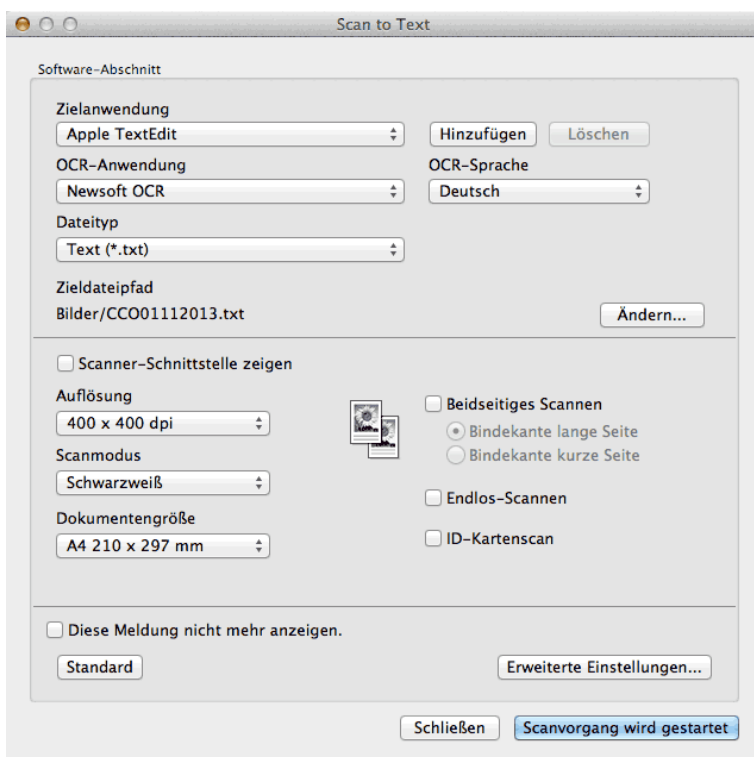 Scan to Text
Software-Abschnitt
Zielanwendung
Apple TextEdit
Hinzufügen
Löschen
OCR-Anwendung
OCR-Sprache
Newsoft OCR
Deutsch
Dateityp
Text (*.txt)
Zieldateipfad
Bilder/CCO01112013.txt
Ändern...
Scanner-Schnittstelle zeigen
Auflösung
400 x 400 dpi
Scanmodus
Schwarzweiß
Dokumentengröße
A4 210 x 297 mm
Beidseitiges Scannen
Bindekante lange Seite
Bindekante kurze Seite
Endlos-Scannen
ID-Kartenscan
Diese Meldung nicht mehr anzeigen.
Standard
Erweiterte Einstellungen...
Schließen
Scanvorgang wird gestartet